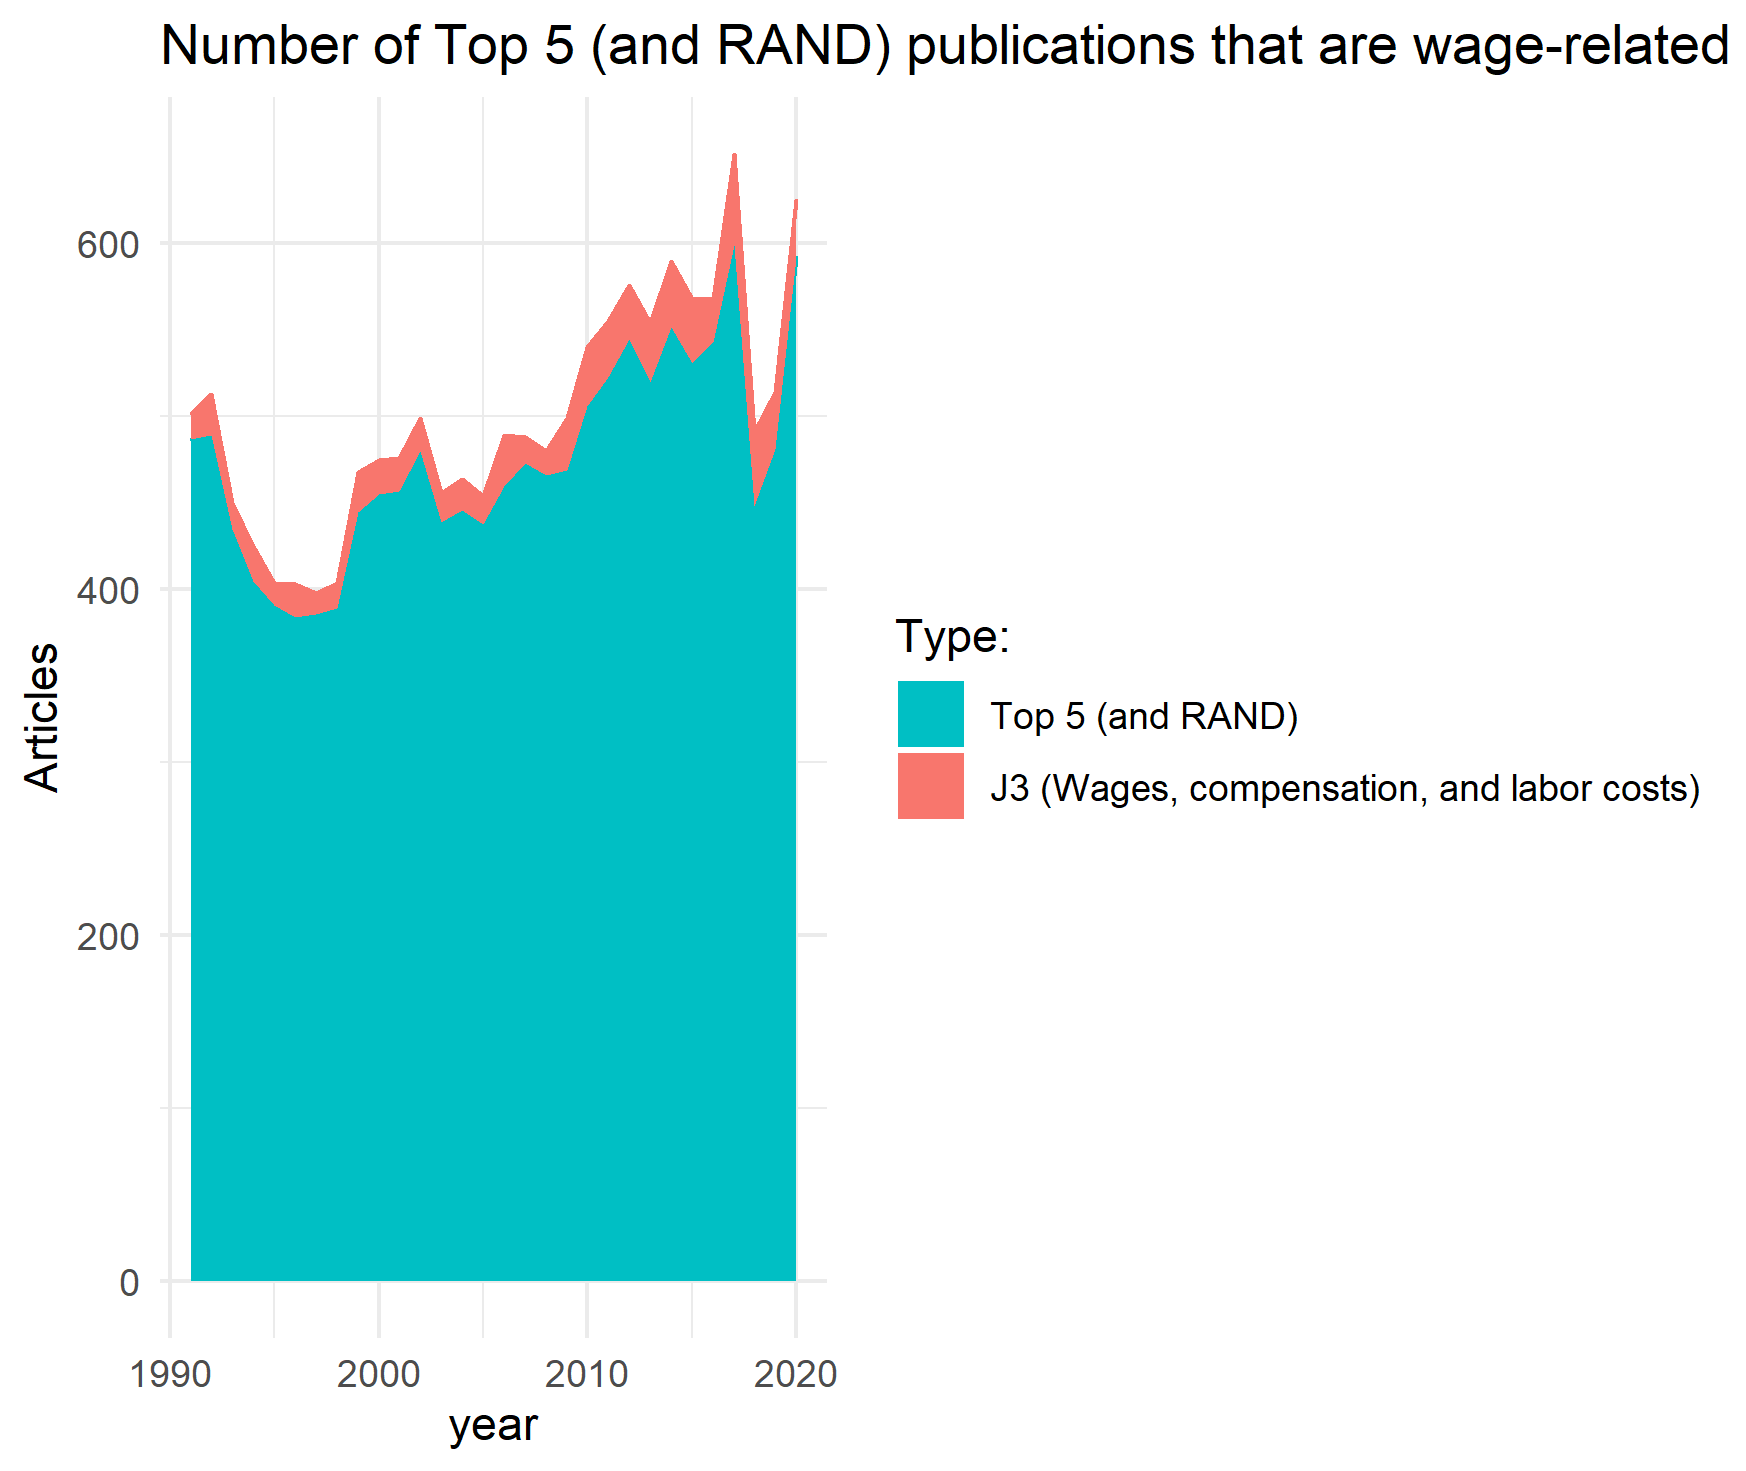 Number of Top 5 (and RAND) publications that are wage-related
600
400
200
0
Articles
1990 2000 2010 2020
year
Type:
Top 5 (and RAND)
J3 (Wages, compensation, and labor costs)